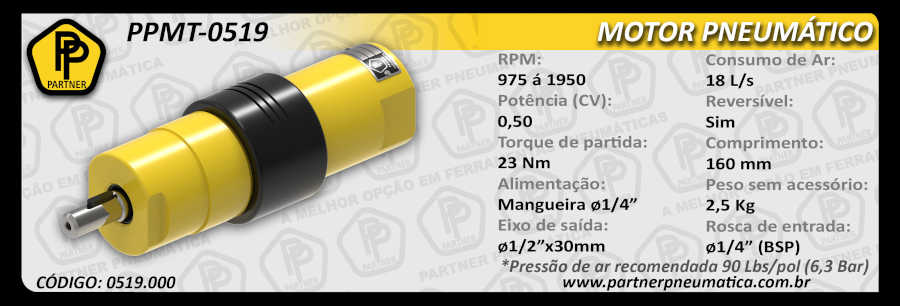 PPMT-0519
MOTOR PNEUMÁTICO
PP
PARTNER
RPM:
975 á 1950
Potência (CV):
0,50
Torque de partida:
23 Nm
Alimentação:
Mangueira ø1/4”
Eixo de saída:
ø1/2”x30mm
Consumo de Ar:
18 L/s
Reversível:
Sim
Comprimento:
160 mm
Peso sem acessório:
2,5 Kg
Rosca de entrada:
ø1/4” (BSP)
*Pressão de ar recomendada 90 Lbs/pol (6,3 Bar)
CÓDIGO: 0519.000
www.partnerpneumatica.com.br